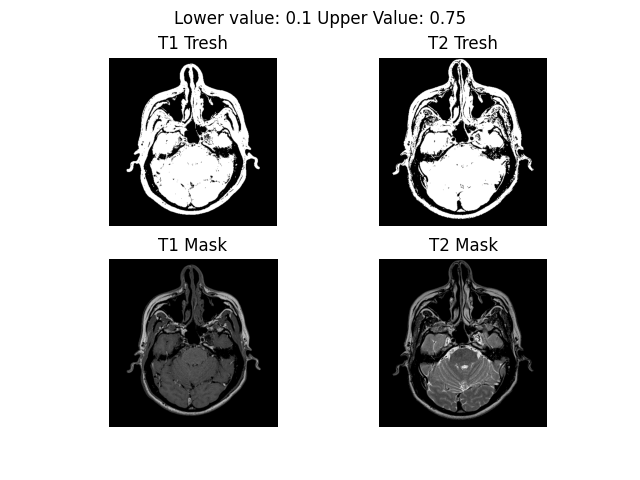 Lower value: 0.1 Upper Value: 0.75
T1 Tresh
T2 Tresh
T1 Mask
T2 Mask